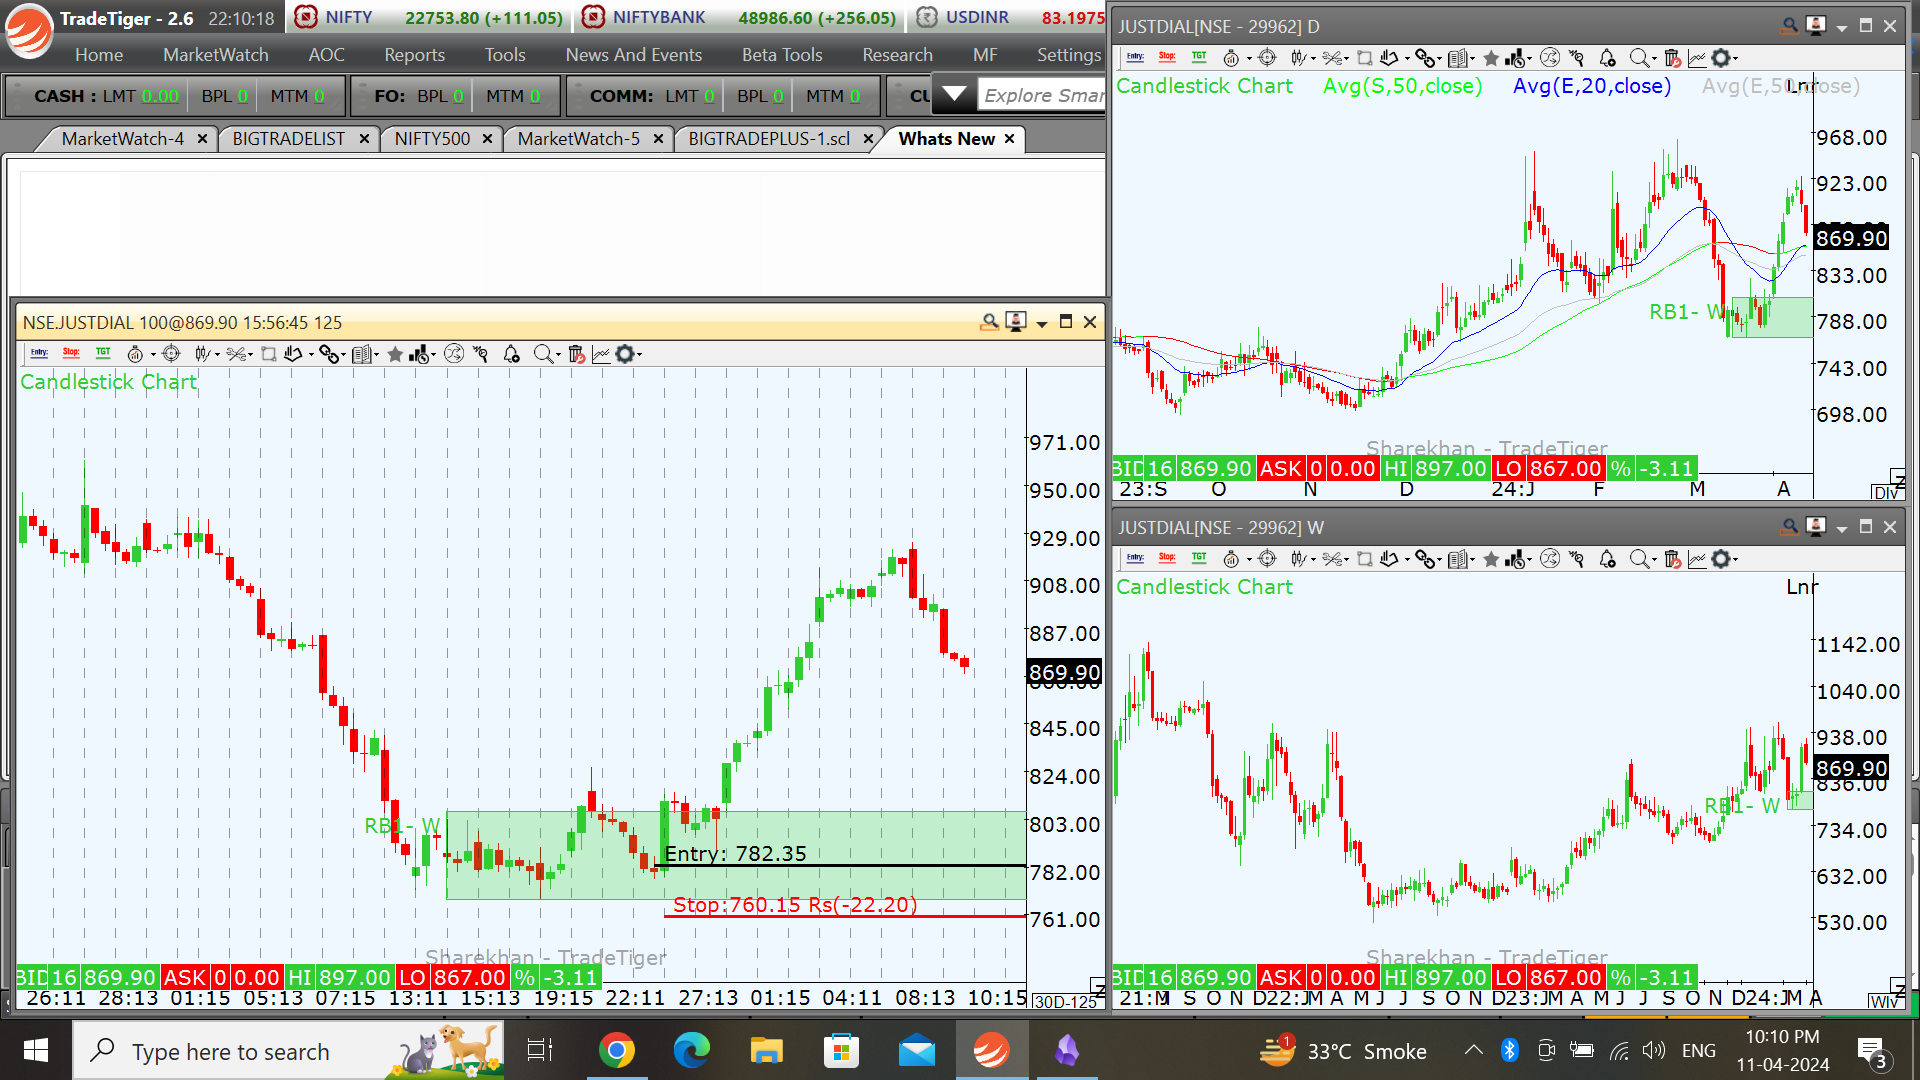 TradeTiger - 2.6 22:10:18 NIFTY 22753.80 (+111.05) NIFTYBANK 48986.60 (+256.05) USDINR 83.1975
Home MarketWatch AOC Reports Tools News And Events Beta Tools Research MF Settings
CASH : LMT 0.00 BPL 0 MTM 0 FO: BPL 0 MTM 0 COMM: LMT 0 BPL 0 MTM 0 Explore Smar
MarketWatch-4 BIGTRADELIST NIFTY500 MarketWatch-5 BIGTRADEPLUS-1.scl Whats New
NSE.JUSTDIAL 100@869.90 15:56:45 125
Entry: Stop: TGT
Candlestick Chart
971.00
950.00
929.00
908.00
887.00
869.90
845.00
824.00
803.00
782.00
761.00
RB1- W
Entry: 782.35
Stop:760.15 Rs(-22.20)
Sharekhan - TradeTiger
BID 16 869.90 ASK 0 0.00 HI 897.00 LO 867.00 % -3.11
26:11 28:13 01:15 05:13 07:15 13:11 15:13 19:15 22:11 27:13 01:15 04:11 08:13 10:15 30D-125
JUSTDIAL[NSE - 29962] D
Entry: Stop: TGT
Candlestick Chart Avg(S,50,close) Avg(E,20,close) Avg(E,50,close) Lnr
968.00
923.00
869.90
833.00
788.00
743.00
698.00
RB1- W
Sharekhan - TradeTiger
BID 16 869.90 ASK 0 0.00 HI 897.00 LO 867.00 % -3.11
23:S O N D 24:J F M A
JUSTDIAL[NSE - 29962] W
Entry: Stop: TGT
Candlestick Chart Lnr
1142.00
1040.00
938.00
869.90
836.00
734.00
632.00
530.00
RB1- W
Sharekhan - TradeTiger
BID 16 869.90 ASK 0 0.00 HI 897.00 LO 867.00 % -3.11
Type here to search
33°C Smoke
ENG
10:10 PM
11-04-2024
3